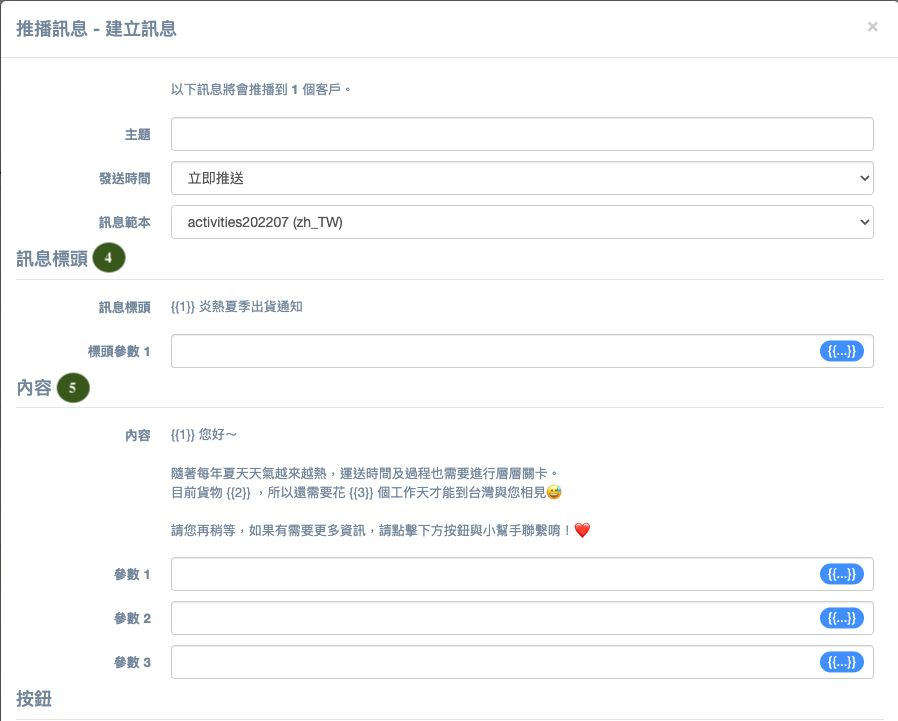 推播訊息 - 建立訊息 ×
以下訊息將會推播到 1 個客戶。
主題
發送時間 立即推送
訊息範本 activities202207 (zh_TW)
訊息標頭 4
訊息標頭 {{1}} 炎熱夏季出貨通知
標頭參數 1 {{...}}
內容 5
內容 {{1}} 您好～
隨著每年夏天天氣越來越熱，運送時間及過程也需要進行層層關卡。
目前貨物 {{2}} ，所以還需要花 {{3}} 個工作天才能到台灣與您相見😅
請您再稍等，如果有需要更多資訊，請點擊下方按鈕與小幫手聯繫唷！❤️
參數 1 {{...}}
參數 2 {{...}}
參數 3 {{...}}
按鈕